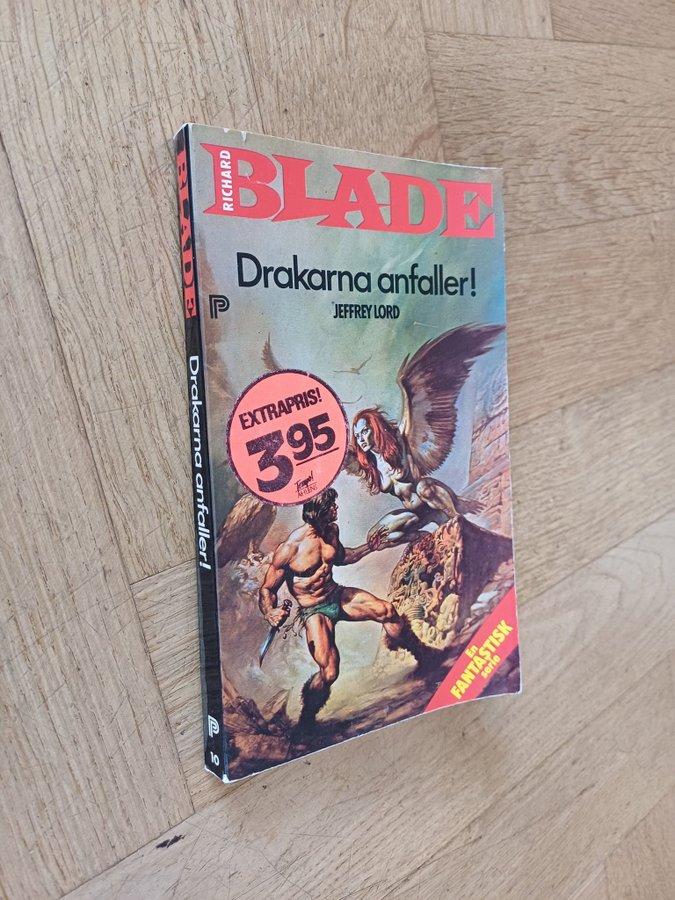 RICHARD
BLADE
Drakarna anfaller!
JEFFREY LORD
P
EXTRAPRIS!
3 95
En
FANTASTISK
serie
BLADE
Drakarna anfaller!
P
10